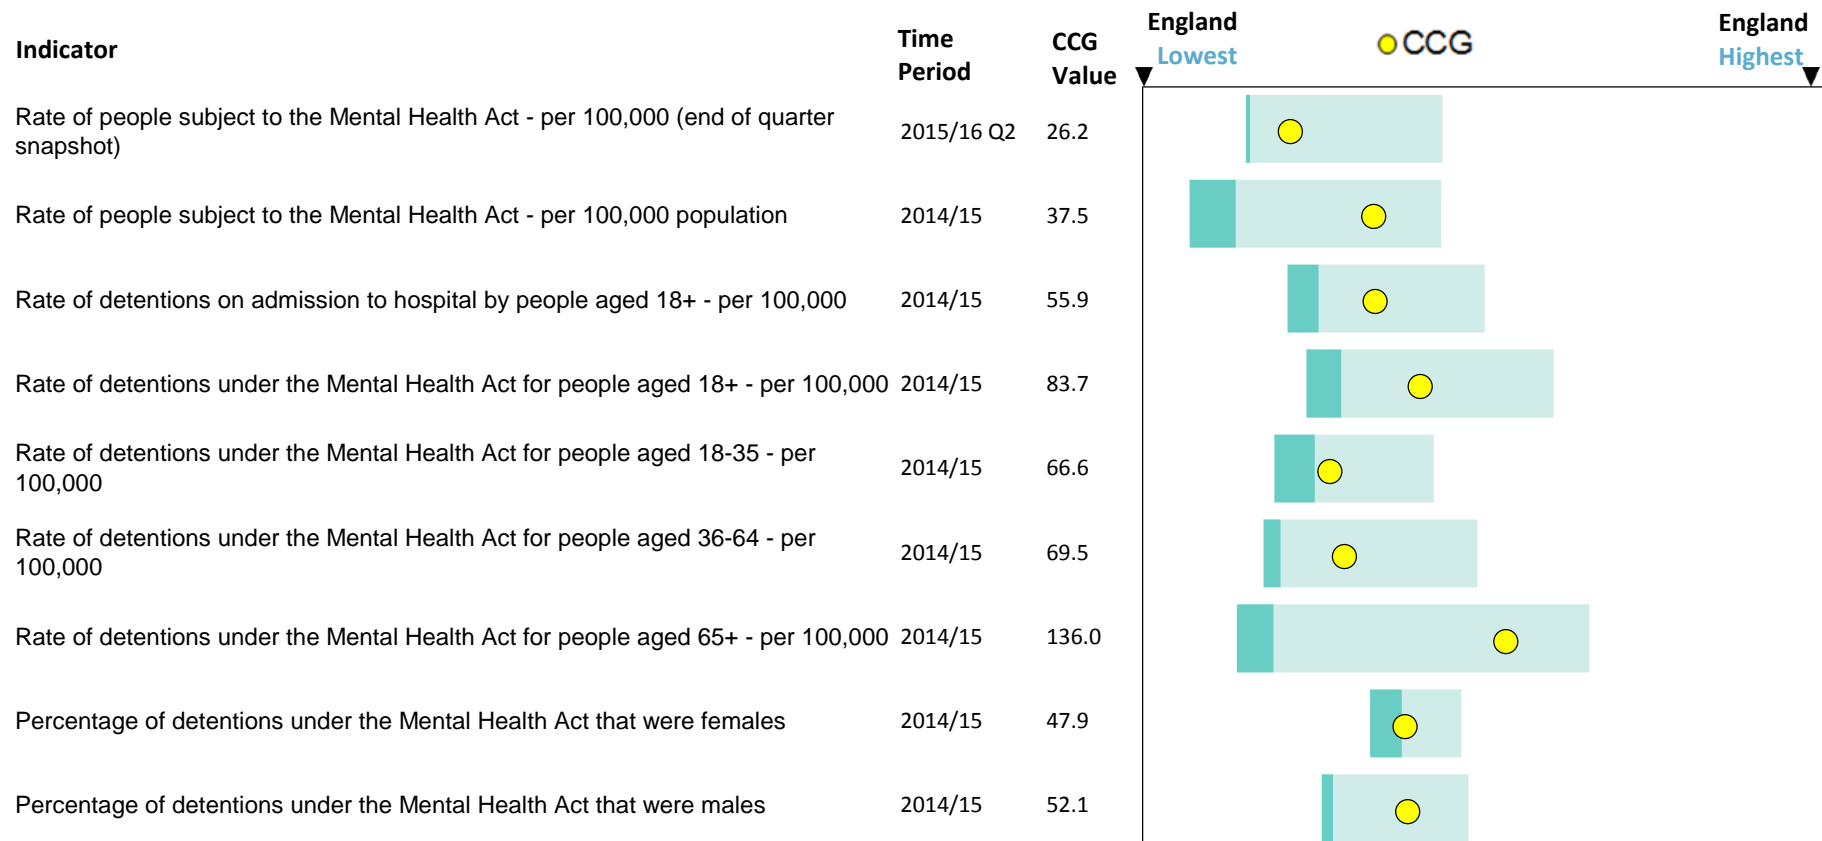 Indicator
Time Period
CCG Value
England Lowest
CCG
England Highest
Rate of people subject to the Mental Health Act - per 100,000 (end of quarter
snapshot)
2015/16 Q2 26.2
Rate of people subject to the Mental Health Act - per 100,000 population 2014/15 37.5
Rate of detentions on admission to hospital by people aged 18+ - per 100,000 2014/15 55.9
Rate of detentions under the Mental Health Act for people aged 18+ - per 100,000 2014/15 83.7
Rate of detentions under the Mental Health Act for people aged 18-35 - per
100,000
2014/15 66.6
Rate of detentions under the Mental Health Act for people aged 36-64 - per
100,000
2014/15 69.5
Rate of detentions under the Mental Health Act for people aged 65+ - per 100,000 2014/15 136.0
Percentage of detentions under the Mental Health Act that were females 2014/15 47.9
Percentage of detentions under the Mental Health Act that were males 2014/15 52.1